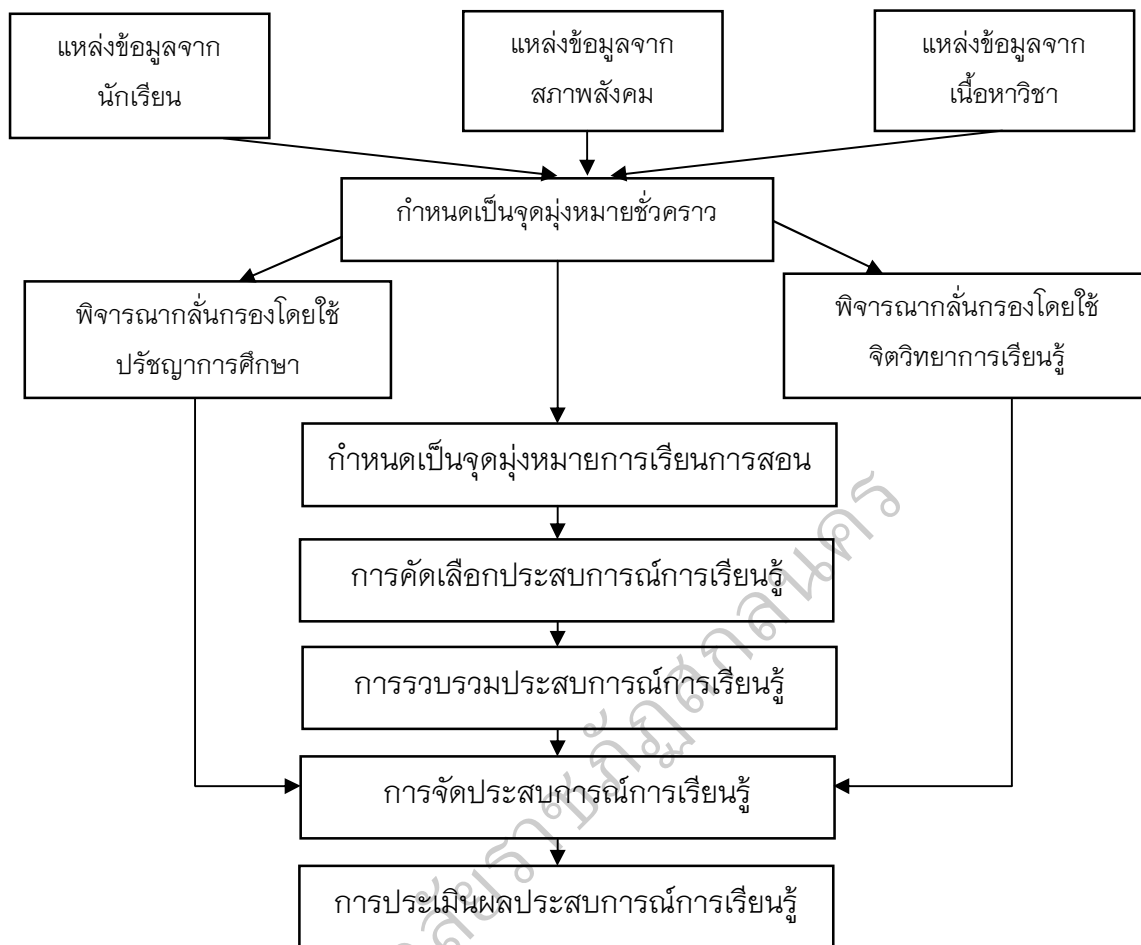 แหล่งข้อมูลจาก
นักเรียน
แหล่งข้อมูลจาก
สภาพสังคม
แหล่งข้อมูลจาก
เนื้อหาวิชา
กำหนดเป็นจุดมุ่งหมายชั่วคราว
พิจารณากลั่นกรองโดยใช้
ปรัชญาการศึกษา
พิจารณากลั่นกรองโดยใช้
จิตวิทยาการเรียนรู้
กำหนดเป็นจุดมุ่งหมายการเรียนการสอน
การคัดเลือกประสบการณ์การเรียนรู้
การรวบรวมประสบการณ์การเรียนรู้
การจัดประสบการณ์การเรียนรู้
การประเมินผลประสบการณ์การเรียนรู้
ลัยราชภัฏสกลนคร